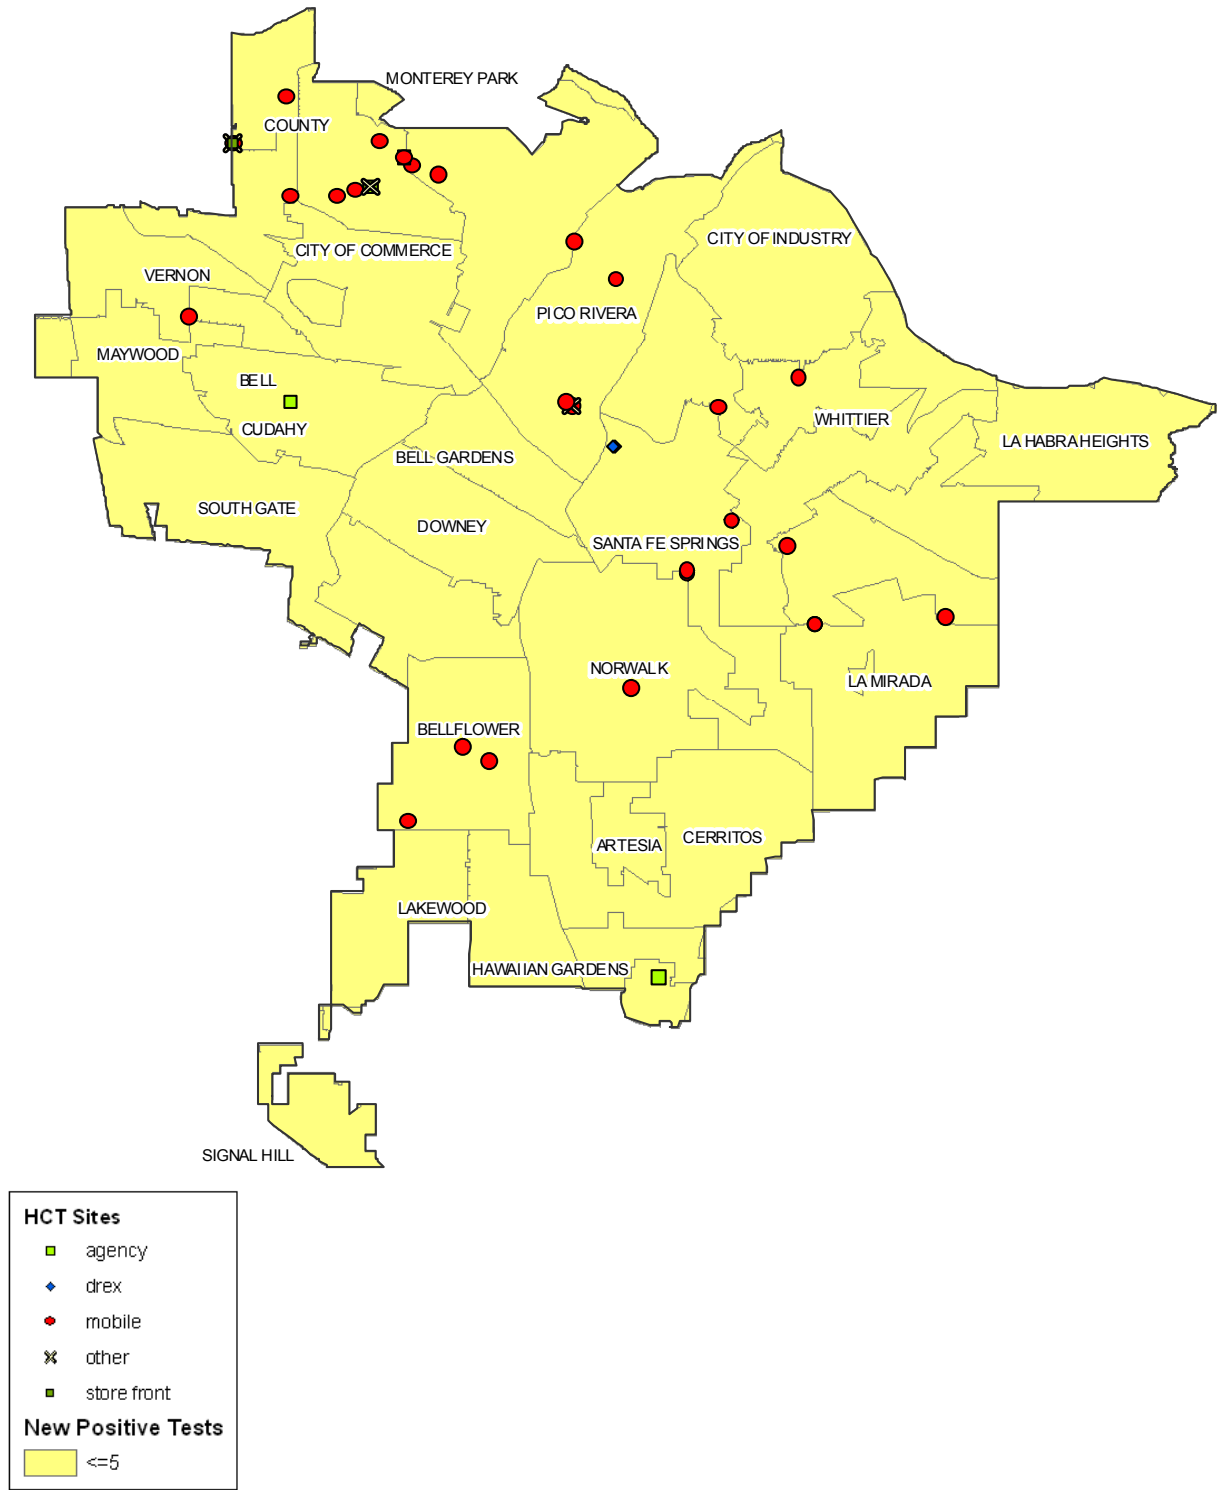 MONTEREY PARK
COUNTY
CITY OF INDUSTRY
CITY OF COMMERCE
VERNON
PICO RIVERA
MAYWOOD
BELL
WHITTIER
CUDAHY
LA HABRA HEIGHTS
BELL GARDENS
SOUTH GATE
DOWNEY
SANTA FE SPRINGS
NORWALK
LA MIRADA
BELLFLOWER
CERRITOS
ARTESIA
LAKEWOOD
HAWAIIAN GARDENS
SIGNAL HILL
HCT Sites
agency
drex
mobile
other
store front
New Positive Tests
<=5